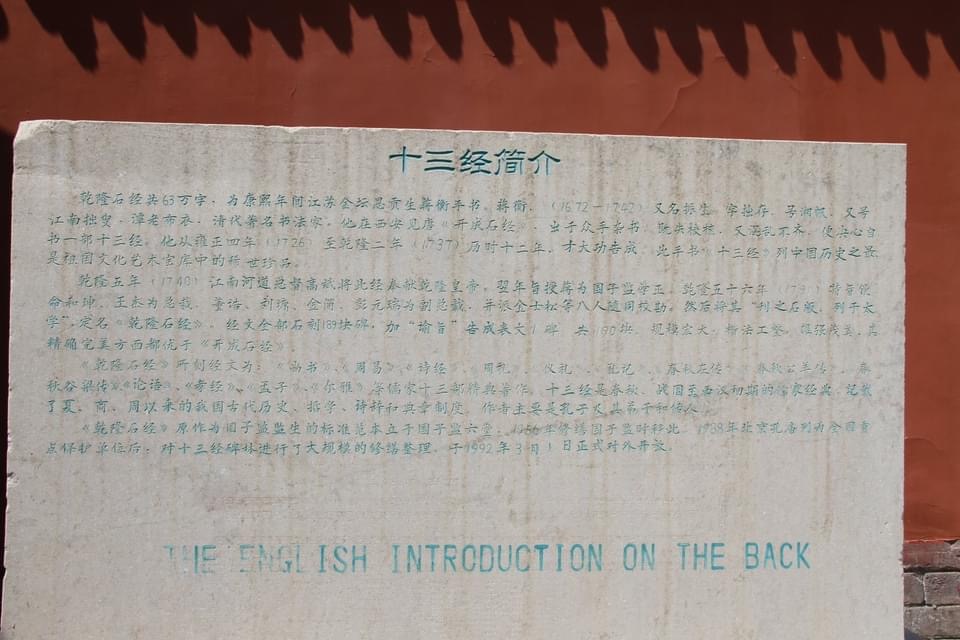 十三经简介
乾隆石经共63万字，为康熙年间江苏金坛恩贡生蒋衡手书。蒋衡，（1672—1742）又名振生，字拙存，号湘帆，又号
江南拙叟、潭老布衣，清代著名书法家。他在西安见唐《开成石经》，出于众手杂书，既失校核，又满乱不齐，便决心自
书一部十三经。他从雍正四年（1726）至乾隆二年（1737）历时十二年，才大功告成。此手书《十三经》列中国历史之最，
是祖国文化艺术宝库中的稀世珍品。
乾隆五年（1740）江南河道总督高斌将此经奉献乾隆皇帝，翌年旨授蒋为国子监学正。乾隆五十六年（1791）特旨悦
命和珅、王杰为总裁，董诰、刘墉、金简、彭元瑞为副总裁，并派金士松等八人随同校勘。然后将其“刊之石版，列于太
学”，定名《乾隆石经》。经文全部石刻189块碑，加“谕旨”告成表文1碑，共190块。规模宏大，楷法工整，雄强茂美，其
精确完美方面都优于《开成石经》。
《乾隆石经》所刻经文为：《尚书》、《周易》、《诗经》、《周礼》、《仪礼》、《礼记》、《春秋左传》、《春秋公羊传》、《春
秋谷梁传》、《论语》、《孝经》、《孟子》、《尔雅》等儒家十三部精典著作。十三经是春秋、战国至西汉初期的儒家经典，记载
了夏、商、周以来的我国古代历史、哲学、诗辞和典章制度，作者主要是孔子及其弟子和传人。
《乾隆石经》原作为国子监监生的标准范本立于国子监六堂，1956年修缮国子监时移此。1988年北京孔庙列为全国重
点保护单位后，对十三经碑林进行了大规模的修缮整理，于1992年3月1日正式对外开放。
THE ENGLISH INTRODUCTION ON THE BACK